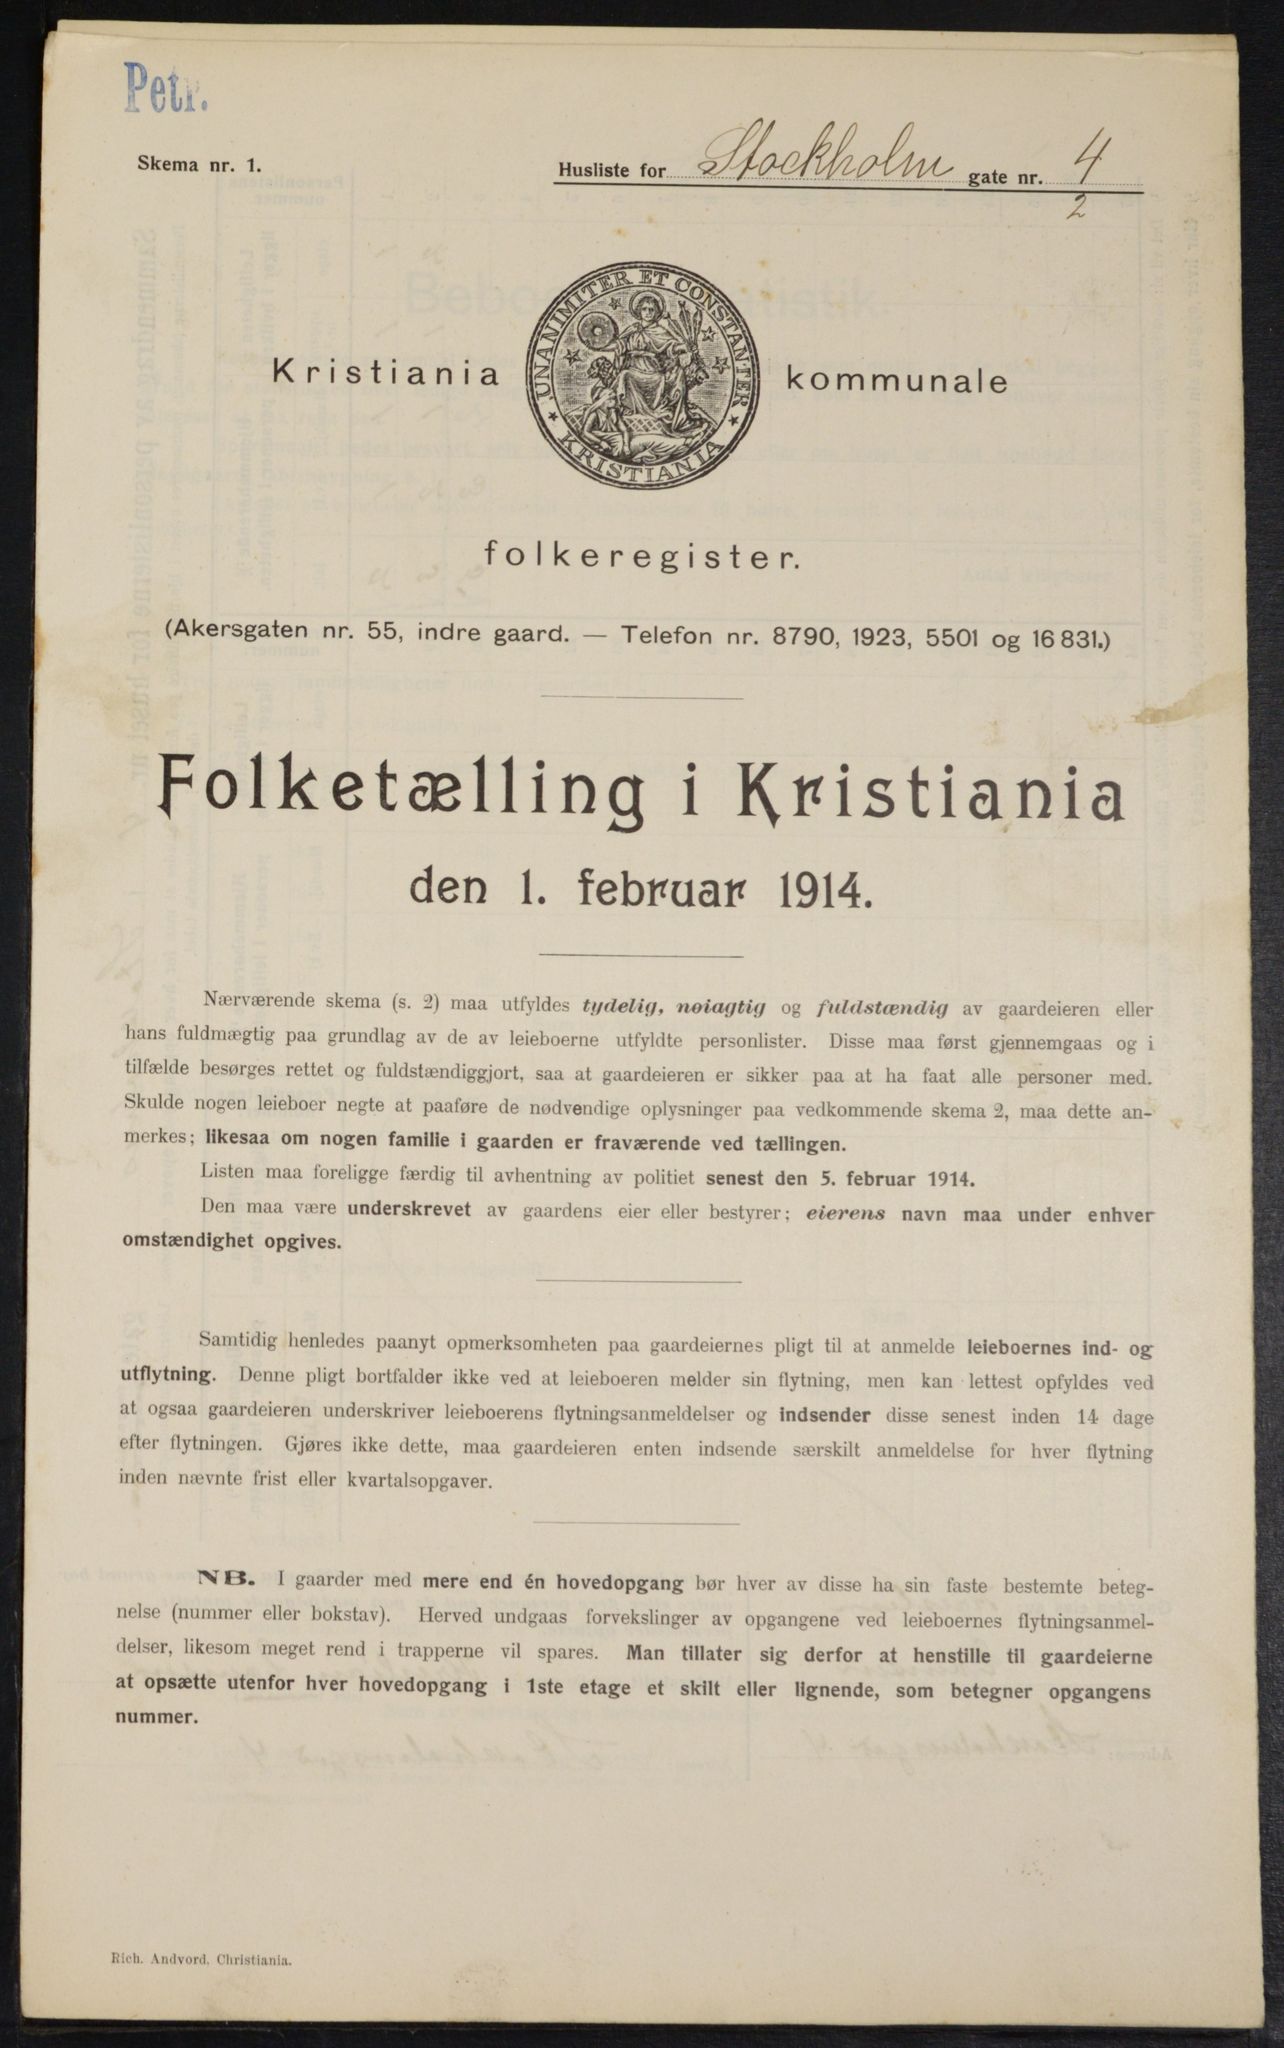 Petr.
Skema nr. 1.
Husliste for Stockholm gate nr. 4
2
UNANIMITER ET CONSTANTER
KRISTIANIA
Kristiania kommunale
folkeregister.
(Akersgaten nr. 55, indre gaard. — Telefon nr. 8790, 1923, 5501 og 16 831.)
Folketælling i Kristiania
den 1. februar 1914.
Nærværende skema (s. 2) maa utfyldes tydelig, nøiagtig og fuldstændig av gaardeieren eller
hans fuldmægtig paa grundlag av de av leieboerne utfyldte personlister. Disse maa først gjennemgaas og i
tilfælde besørges rettet og fuldstændiggjort, saa at gaardeieren er sikker paa at ha faat alle personer med.
Skulde nogen leieboer negte at paaføre de nødvendige oplysninger paa vedkommende skema 2, maa dette an-
merkes; likesaa om nogen familie i gaarden er fraværende ved tællingen.
Listen maa foreligge færdig til avhentning av politiet senest den 5. februar 1914.
Den maa være underskrevet av gaardens eier eller bestyrer; eierens navn maa under enhver
omstændighet opgives.
Samtidig henledes paanyt opmerksomheten paa gaardeiernes pligt til at anmelde leieboernes ind- og
utflytning. Denne pligt bortfalder ikke ved at leieboeren melder sin flytning, men kan lettest opfyldes ved
at ogsaa gaardeieren underskriver leieboerens flytningsanmeldelser og indsender disse senest inden 14 dage
efter flytningen. Gjøres ikke dette, maa gaardeieren enten indsende særskilt anmeldelse for hver flytning
inden nævnte frist eller kvartalsopgaver.
NB. I gaarder med mere end én hovedopgang bør hver av disse ha sin faste bestemte beteg-
nelse (nummer eller bokstav). Herved undgaas forvekslinger av opgangene ved leieboernes flytningsanmel-
delser, likesom meget rend i trapperne vil spares. Man tillater sig derfor at henstille til gaardeierne
at opsætte utenfor hver hovedopgang i 1ste etage et skilt eller lignende, som betegner opgangens
nummer.
Rich. Andvord. Christiania.